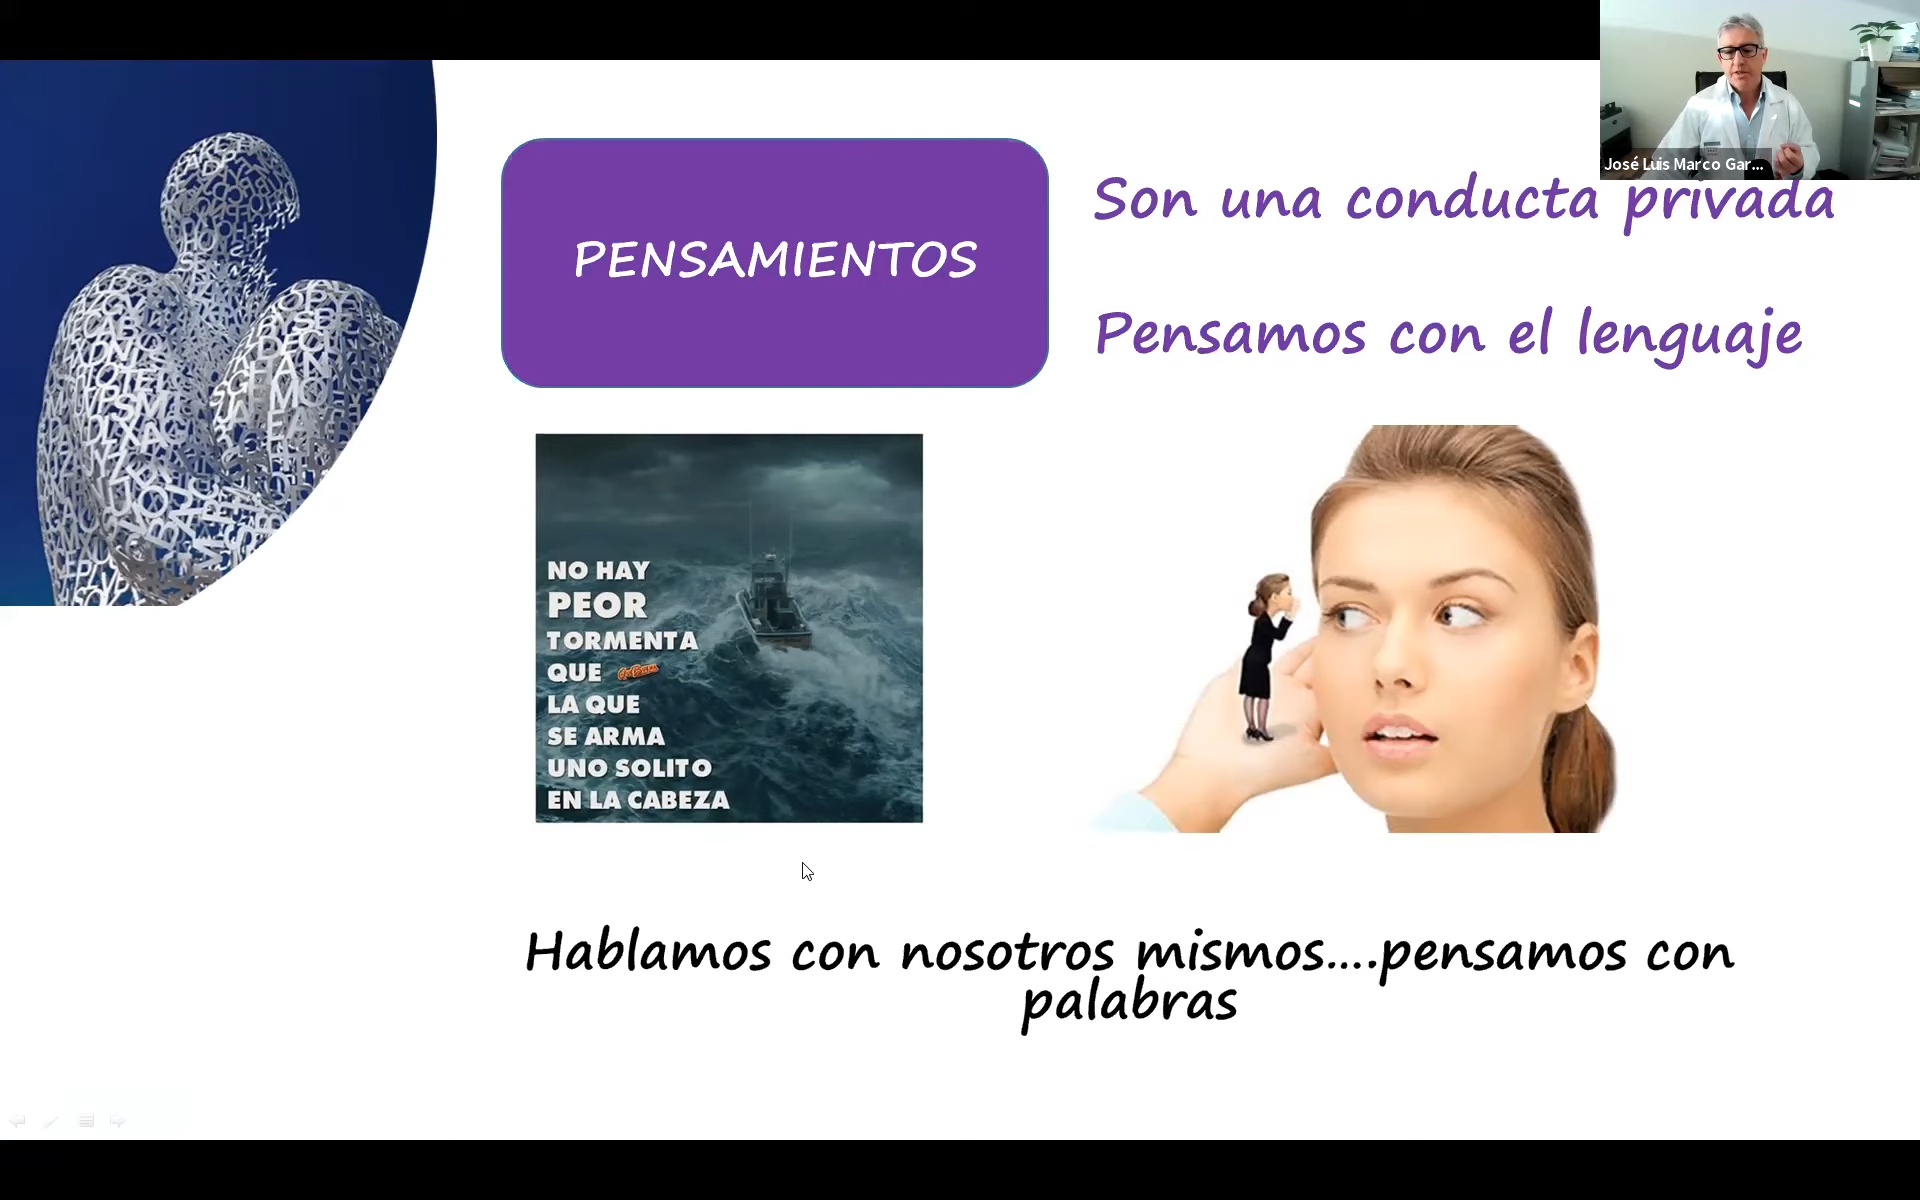 José Luis Marco Gar...
PENSAMIENTOS
Son una conducta privada
Pensamos con el lenguaje
NO HAY
PEOR
TORMENTA
QUE
LA QUE
SE ARMA
UNO SOLITO
EN LA CABEZA
Hablamos con nosotros mismos....pensamos con
palabras